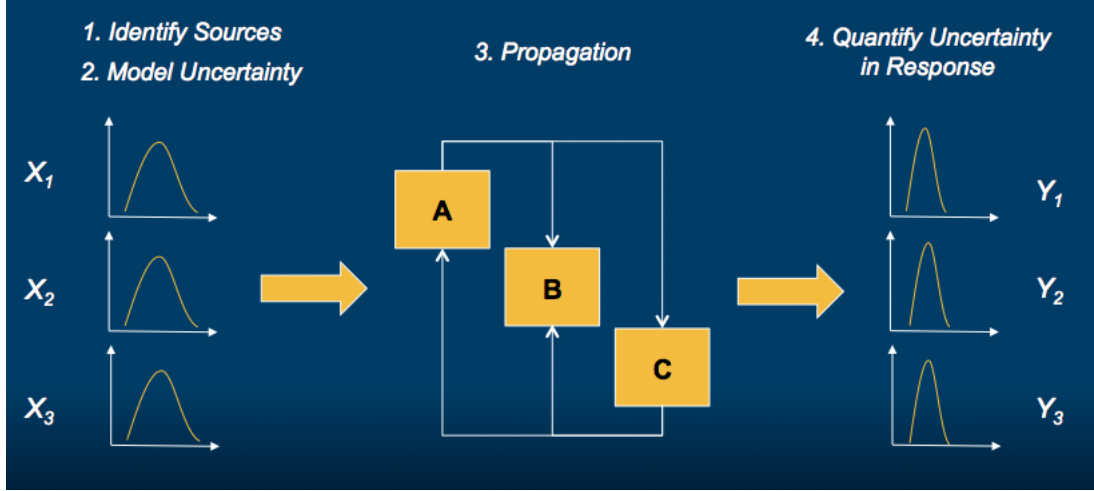 1. Identify Sources
2. Model Uncertainty
3. Propagation
4. Quantify Uncertainty
in Response
X1
X2
X3
A
B
C
Y1
Y2
Y3